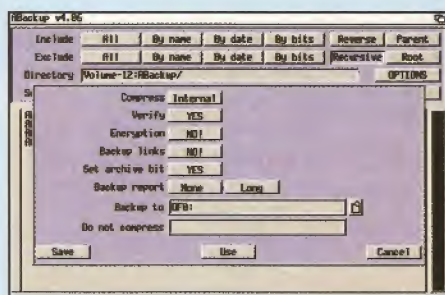 ABackup v4.06
Include All By name By date By bits Reverse Parent
Exclude All By name By date By bits Recursive Root
Directory Volume-12:ABackup/ OPTIONS
Compress Internal
Verify YES
Encryption NO!
Backup links NO!
Set archive bit YES
Backup report None Long
Backup to DF0:
Do not compress
Save Use Cancel